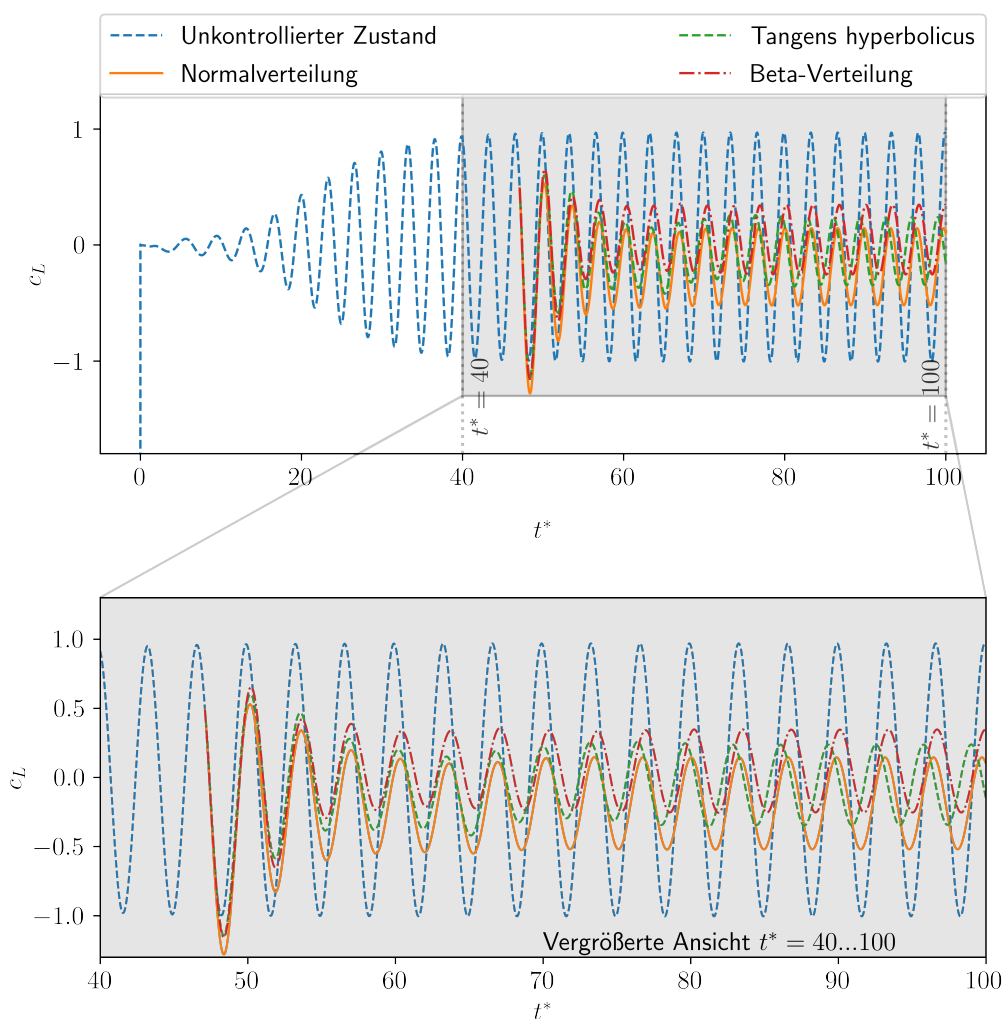 Unkontrollierter Zustand
Normalverteilung
Tangens hyperbolicus
Beta-Verteilung
1
0
−1
c_L
t* = 40
t* = 100
0 20 40 60 80 100
t*
1.0
0.5
0.0
−0.5
−1.0
c_L
Vergrößerte Ansicht t* = 40...100
40 50 60 70 80 90 100
t*